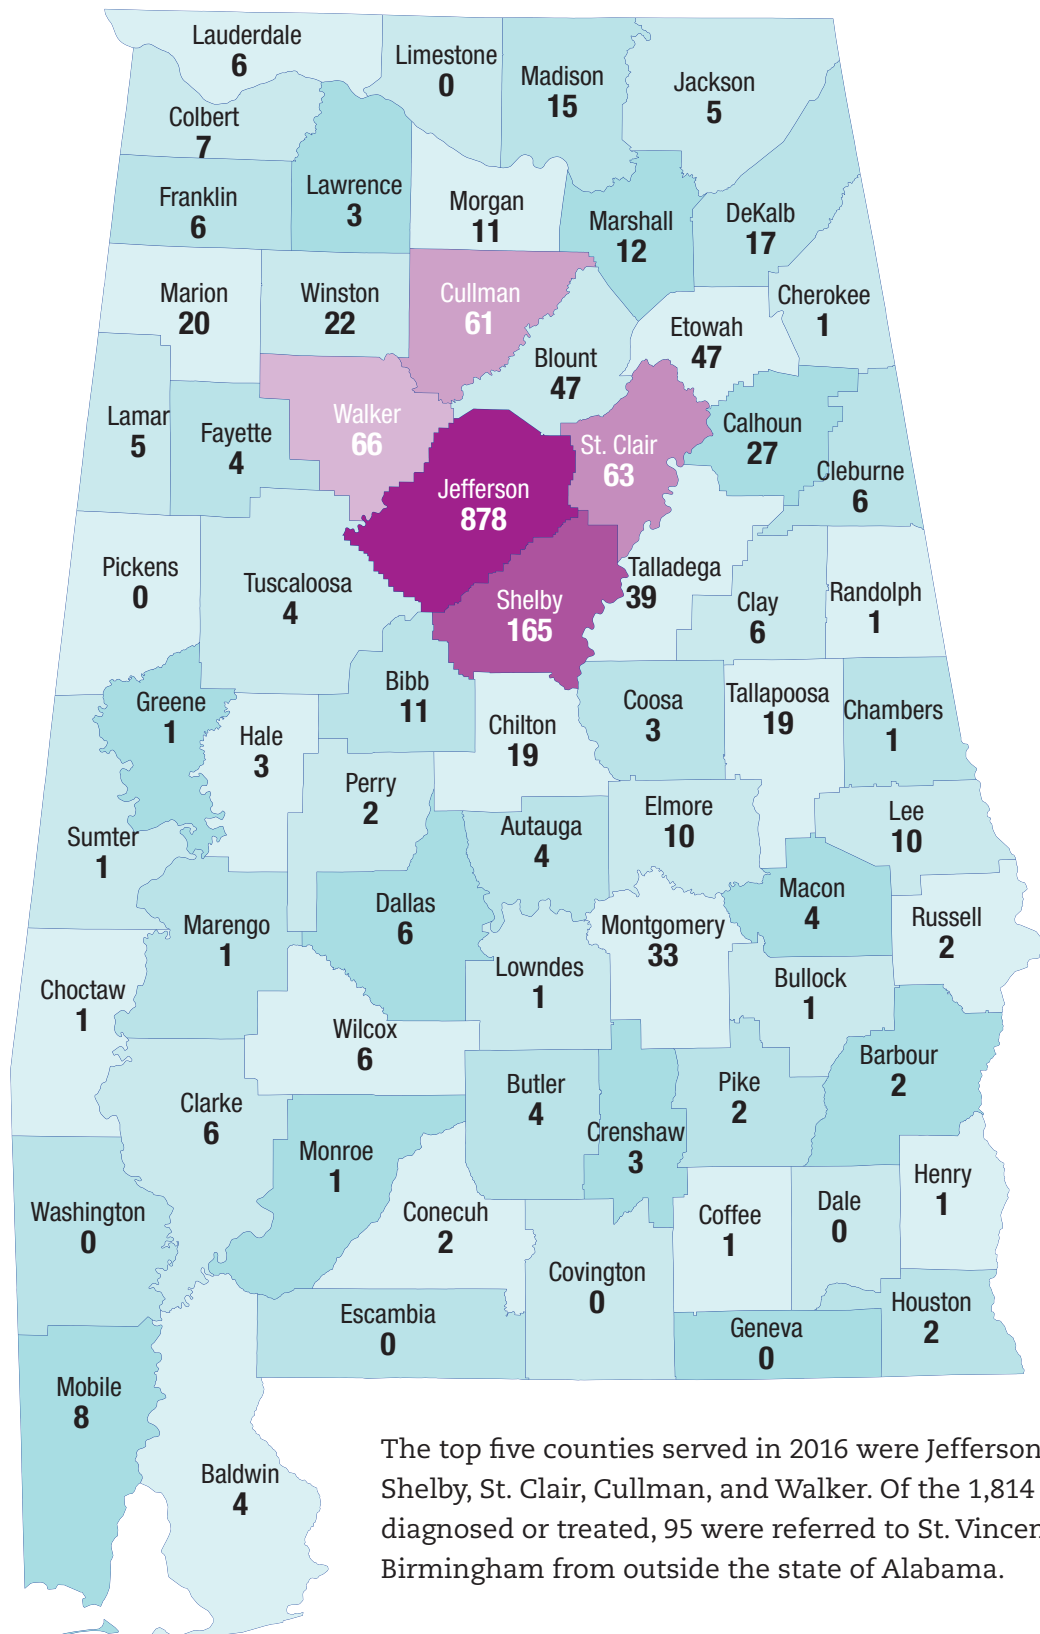 Lauderdale
6
Limestone
0
Madison
15
Jackson
5
Colbert
7
Franklin
6
Lawrence
3
Morgan
11
Marshall
12
DeKalb
17
Marion
20
Winston
22
Cullman
61
Cherokee
1
Etowah
47
Blount
47
Lamar
5
Fayette
4
Walker
66
St. Clair
63
Calhoun
27
Cleburne
6
Jefferson
878
Pickens
0
Tuscaloosa
4
Shelby
165
Talladega
39
Clay
6
Randolph
1
Greene
1
Hale
3
Bibb
11
Chilton
19
Coosa
3
Tallapoosa
19
Chambers
1
Perry
2
Sumter
1
Autauga
4
Elmore
10
Lee
10
Marengo
1
Dallas
6
Macon
4
Russell
2
Montgomery
33
Lowndes
1
Bullock
1
Choctaw
1
Wilcox
6
Barbour
2
Clarke
6
Butler
4
Pike
2
Crenshaw
3
Monroe
1
Washington
0
Conecuh
2
Coffee
1
Dale
0
Henry
1
Covington
0
Escambia
0
Geneva
0
Houston
2
Mobile
8
Baldwin
4
The top five counties served in 2016 were Jefferson
Shelby, St. Clair, Cullman, and Walker. Of the 1,814
diagnosed or treated, 95 were referred to St. Vincen
Birmingham from outside the state of Alabama.